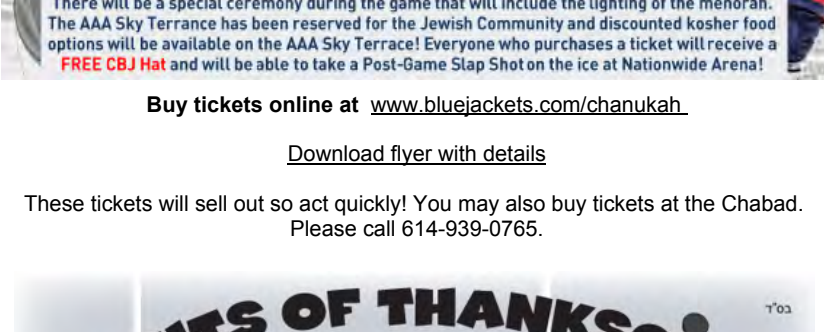 There will be a special ceremony during the game that will include the lighting of the menorah.
The AAA Sky Terrance has been reserved for the Jewish Community and discounted kosher food
options will be available on the AAA Sky Terrace! Everyone who purchases a ticket will receive a
FREE CBJ Hat and will be able to take a Post-Game Slap Shot on the ice at Nationwide Arena!
Buy tickets online at www.bluejackets.com/chanukah
Download flyer with details
These tickets will sell out so act quickly! You may also buy tickets at the Chabad.
Please call 614-939-0765.
בס"ד
OF THANKS